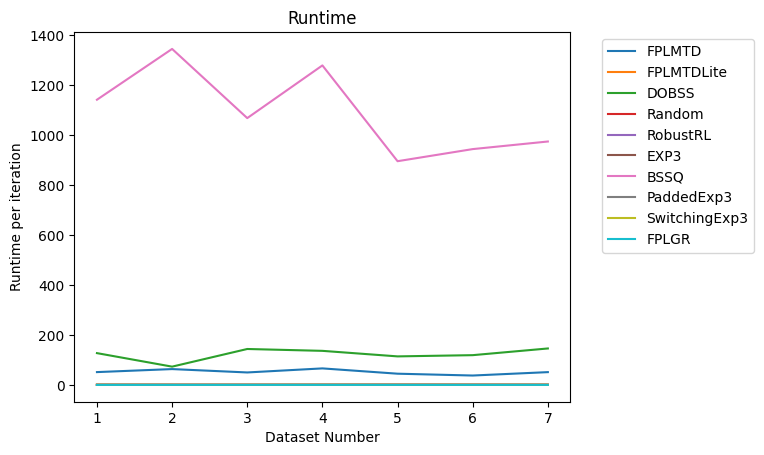 Runtime
Runtime per iteration
1400
1200
1000
800
600
400
200
0
1 2 3 4 5 6 7
Dataset Number
FPLMTD
FPLMTDLite
DOBSS
Random
RobustRL
EXP3
BSSQ
PaddedExp3
SwitchingExp3
FPLGR